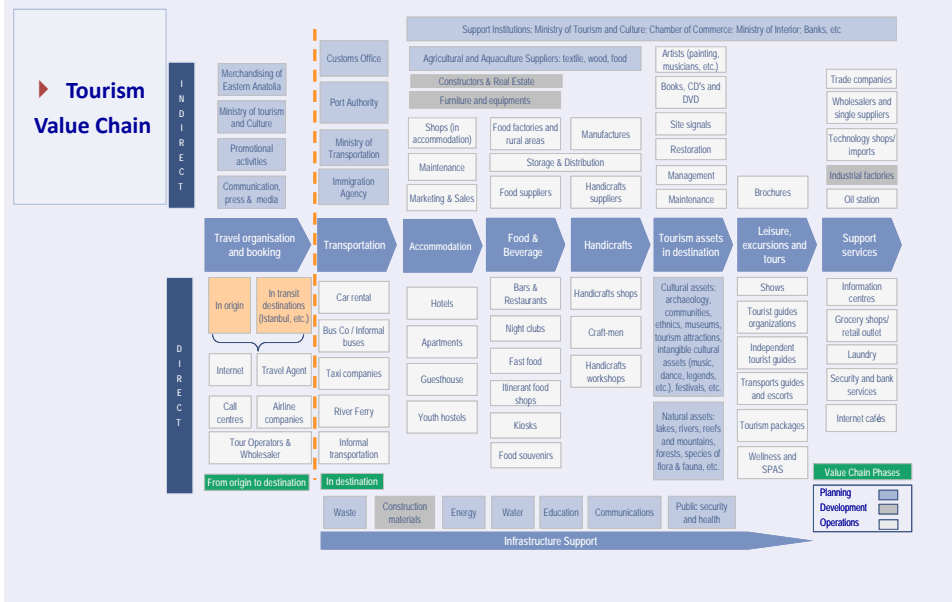 Tourism
Value Chain
INDIRECT
Merchandising of
Eastern Anatolia
Ministry of tourism
and Culture
Promotional
activities
Communication,
press & media
Customs Office
Port Authority
Ministry of
Transportation
Immigration
Agency
Support Institutions: Ministry of Tourism and Culture; Chamber of Commerce; Ministry of Interior; Banks, etc
Agricultural and Aquaculture Suppliers: textile, wood, food
Constructors & Real Estate
Furniture and equipments
Shops (in
accommodation)
Maintenance
Marketing & Sales
Food factories and
rural areas
Storage & Distribution
Food suppliers
Manufactures
Handicrafts
suppliers
Artists (painting,
musicians, etc.)
Books, CD's and
DVD
Site signals
Restoration
Management
Maintenance
Brochures
Trade companies
Wholesalers and
single suppliers
Technology shops/
imports
Industrial factories
Oil station
Travel organisation
and booking
Transportation
Accommodation
Food &
Beverage
Handicrafts
Tourism assets
in destination
Leisure,
excursions and
tours
Support
services
DIRECT
In origin
In transit
destinations
(Istanbul, etc.)
Internet
Travel Agent
Call
centres
Airline
companies
Tour Operators &
Wholesaler
From origin to destination
Car rental
Bus Co / Informal
buses
Taxi companies
River Ferry
Informal
transportation
In destination
Hotels
Apartments
Guesthouse
Youth hostels
Bars &
Restaurants
Night clubs
Fast food
Itinerant food
shops
Kiosks
Food souvenirs
Handicrafts shops
Craft-men
Handicrafts
workshops
Cultural assets:
archaeology,
communities,
ethnics, museums,
tourism attractions,
intangible cultural
assets (music,
dance, legends,
etc.), festivals, etc.
Natural assets:
lakes, rivers, reefs
and mountains,
forests, species of
flora & fauna, etc.
Shows
Tourist guides
organizations
Independent
tourist guides
Transports guides
and escorts
Tourism packages
Wellness and
SPAS
Information
centres
Grocery shops/
retail outlet
Laundry
Security and bank
services
Internet cafés
Value Chain Phases
Planning
Development
Operations
Waste
Construction
materials
Energy
Water
Education
Communications
Public security
and health
Infrastructure Support